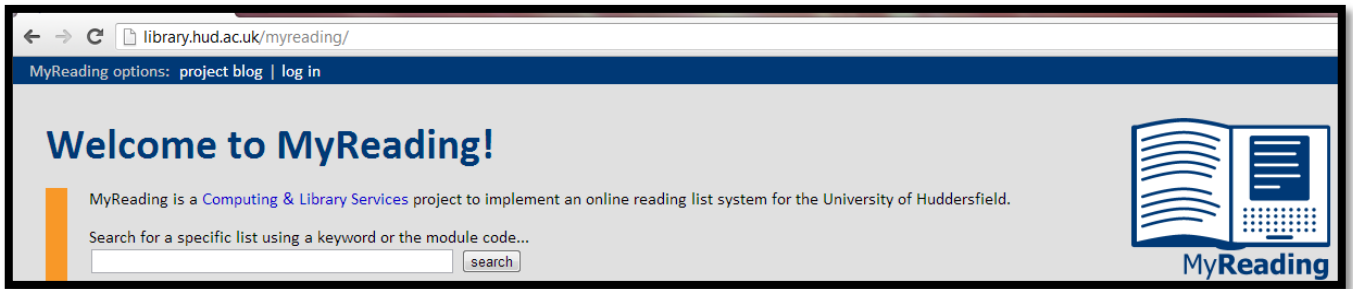 library.hud.ac.uk/myreading/
MyReading options: project blog | log in
Welcome to MyReading!
MyReading is a Computing & Library Services project to implement an online reading list system for the University of Huddersfield.
Search for a specific list using a keyword or the module code...
search
MyReading